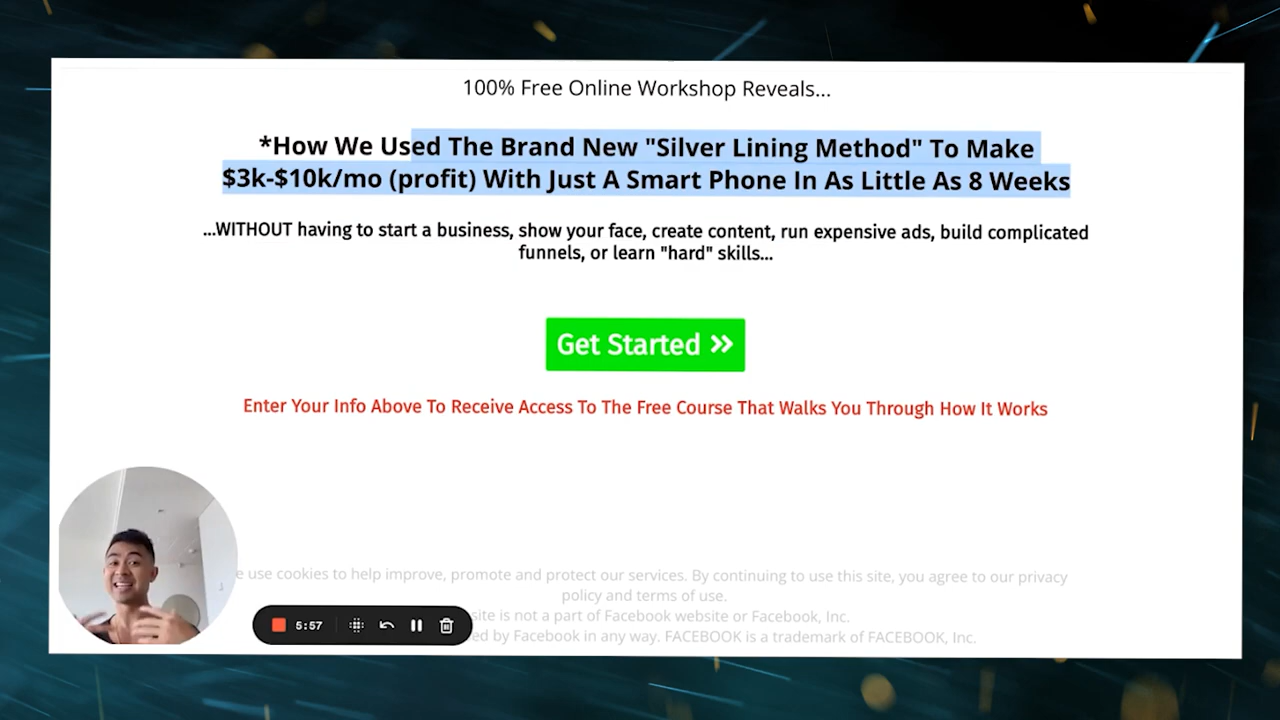 100% Free Online Workshop Reveals...
*How We Used The Brand New "Silver Lining Method" To Make
$3k-$10k/mo (profit) With Just A Smart Phone In As Little As 8 Weeks
...WITHOUT having to start a business, show your face, create content, run expensive ads, build complicated
funnels, or learn "hard" skills...
Get Started »
Enter Your Info Above To Receive Access To The Free Course That Walks You Through How It Works
e use cookies to help improve, promote and protect our services. By continuing to use this site, you agree to our privacy
policy and terms of use.
site is not a part of Facebook website or Facebook, Inc.
ed by Facebook in any way. FACEBOOK is a trademark of FACEBOOK, Inc.
5:57